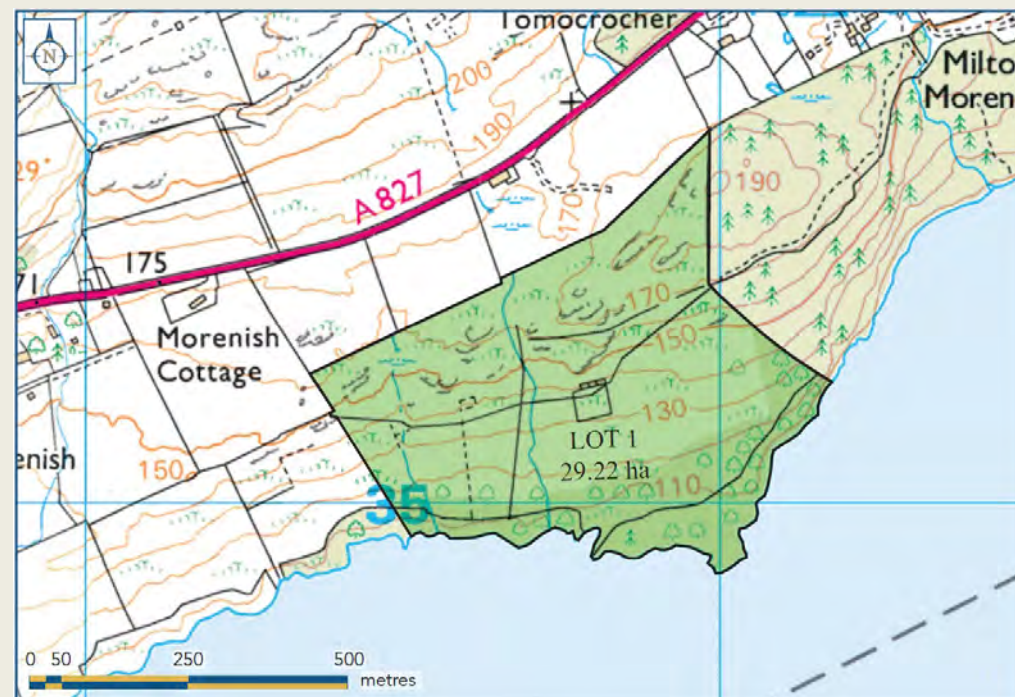 N
Tomocrocher
Milto
Moren
200
190
29
A 827
190
170
175
71
Morenish
Cottage
170
150
130
LOT 1
29.22 ha
enish
150
110
35
0 50 250 500
metres